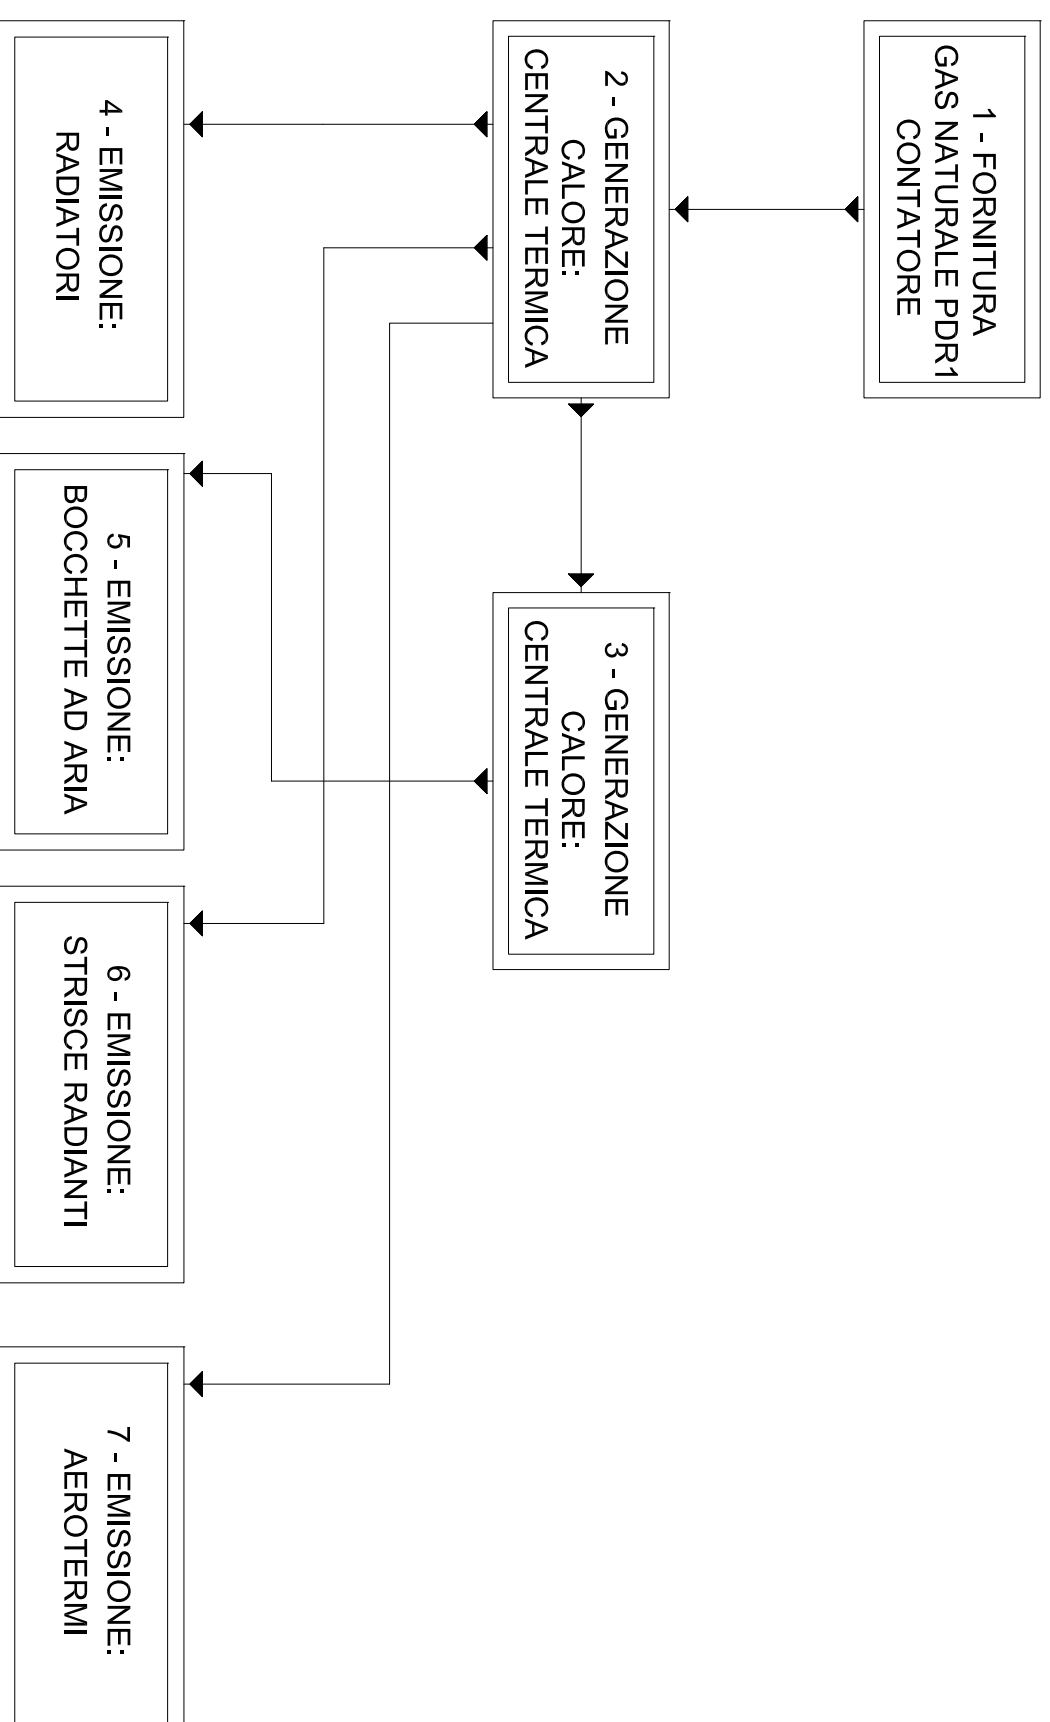 1 - FORNITURA
GAS NATURALE PDR1
CONTATORE
2 - GENERAZIONE
CALORE:
CENTRALE TERMICA
3 - GENERAZIONE
CALORE:
CENTRALE TERMICA
4 - EMISSIONE:
RADIATORI
5 - EMISSIONE:
BOCCHETTE AD ARIA
6 - EMISSIONE:
STRISCE RADIANTI
7 - EMISSIONE:
AEROTERMI